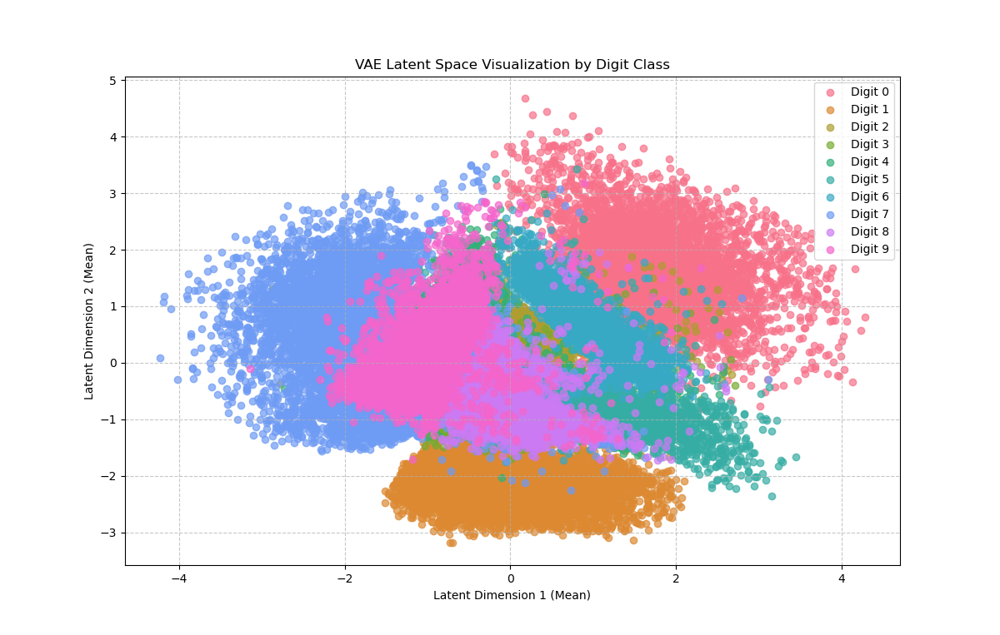 VAE Latent Space Visualization by Digit Class
5
4
3
2
1
0
−1
−2
−3
−4
−2
0
2
4
Latent Dimension 2 (Mean)
Latent Dimension 1 (Mean)
Digit 0
Digit 1
Digit 2
Digit 3
Digit 4
Digit 5
Digit 6
Digit 7
Digit 8
Digit 9